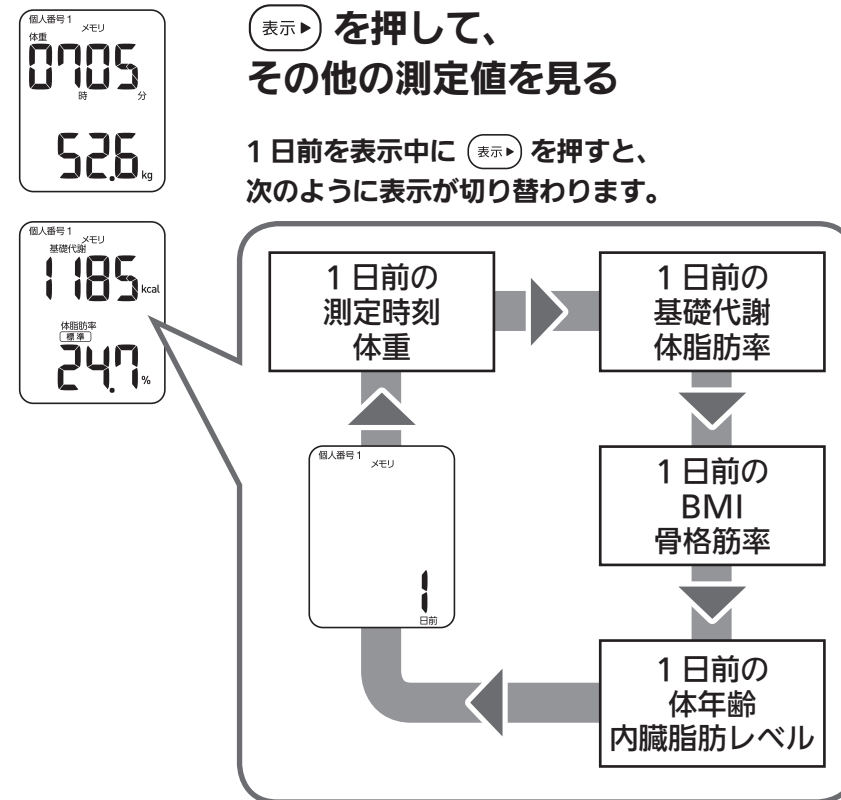 個人番号1
メモリ
体重
0705
時 分
52.6 kg
表示▶ を押して、
その他の測定値を見る
1日前を表示中に 表示▶ を押すと、
次のように表示が切り替わります。
個人番号1
メモリ
基礎代謝
1185 kcal
体脂肪率
標準
24.7 %
1日前の
測定時刻
体重
1日前の
基礎代謝
体脂肪率
1日前の
BMI
骨格筋率
1日前の
体年齢
内臓脂肪レベル
個人番号1
メモリ
1
日前